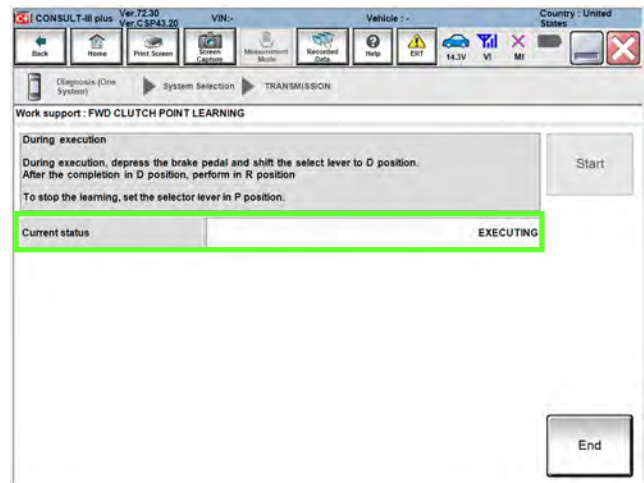 CONSULT-III plus Ver.72.30 VIN:- Vehicle : - Country : United
Ver.CSP43.20 States
Back Home Print Screen Screen Capture Measurement Mode Recorded Data Help ERT 14.3V VI MI
Diagnosis (One System) System Selection TRANSMISSION
Work support : FWD CLUTCH POINT LEARNING
During execution
During execution, depress the brake pedal and shift the select lever to D position.
After the completion in D position, perform in R position
To stop the learning, set the selector lever in P position.
Start
Current status EXECUTING
End